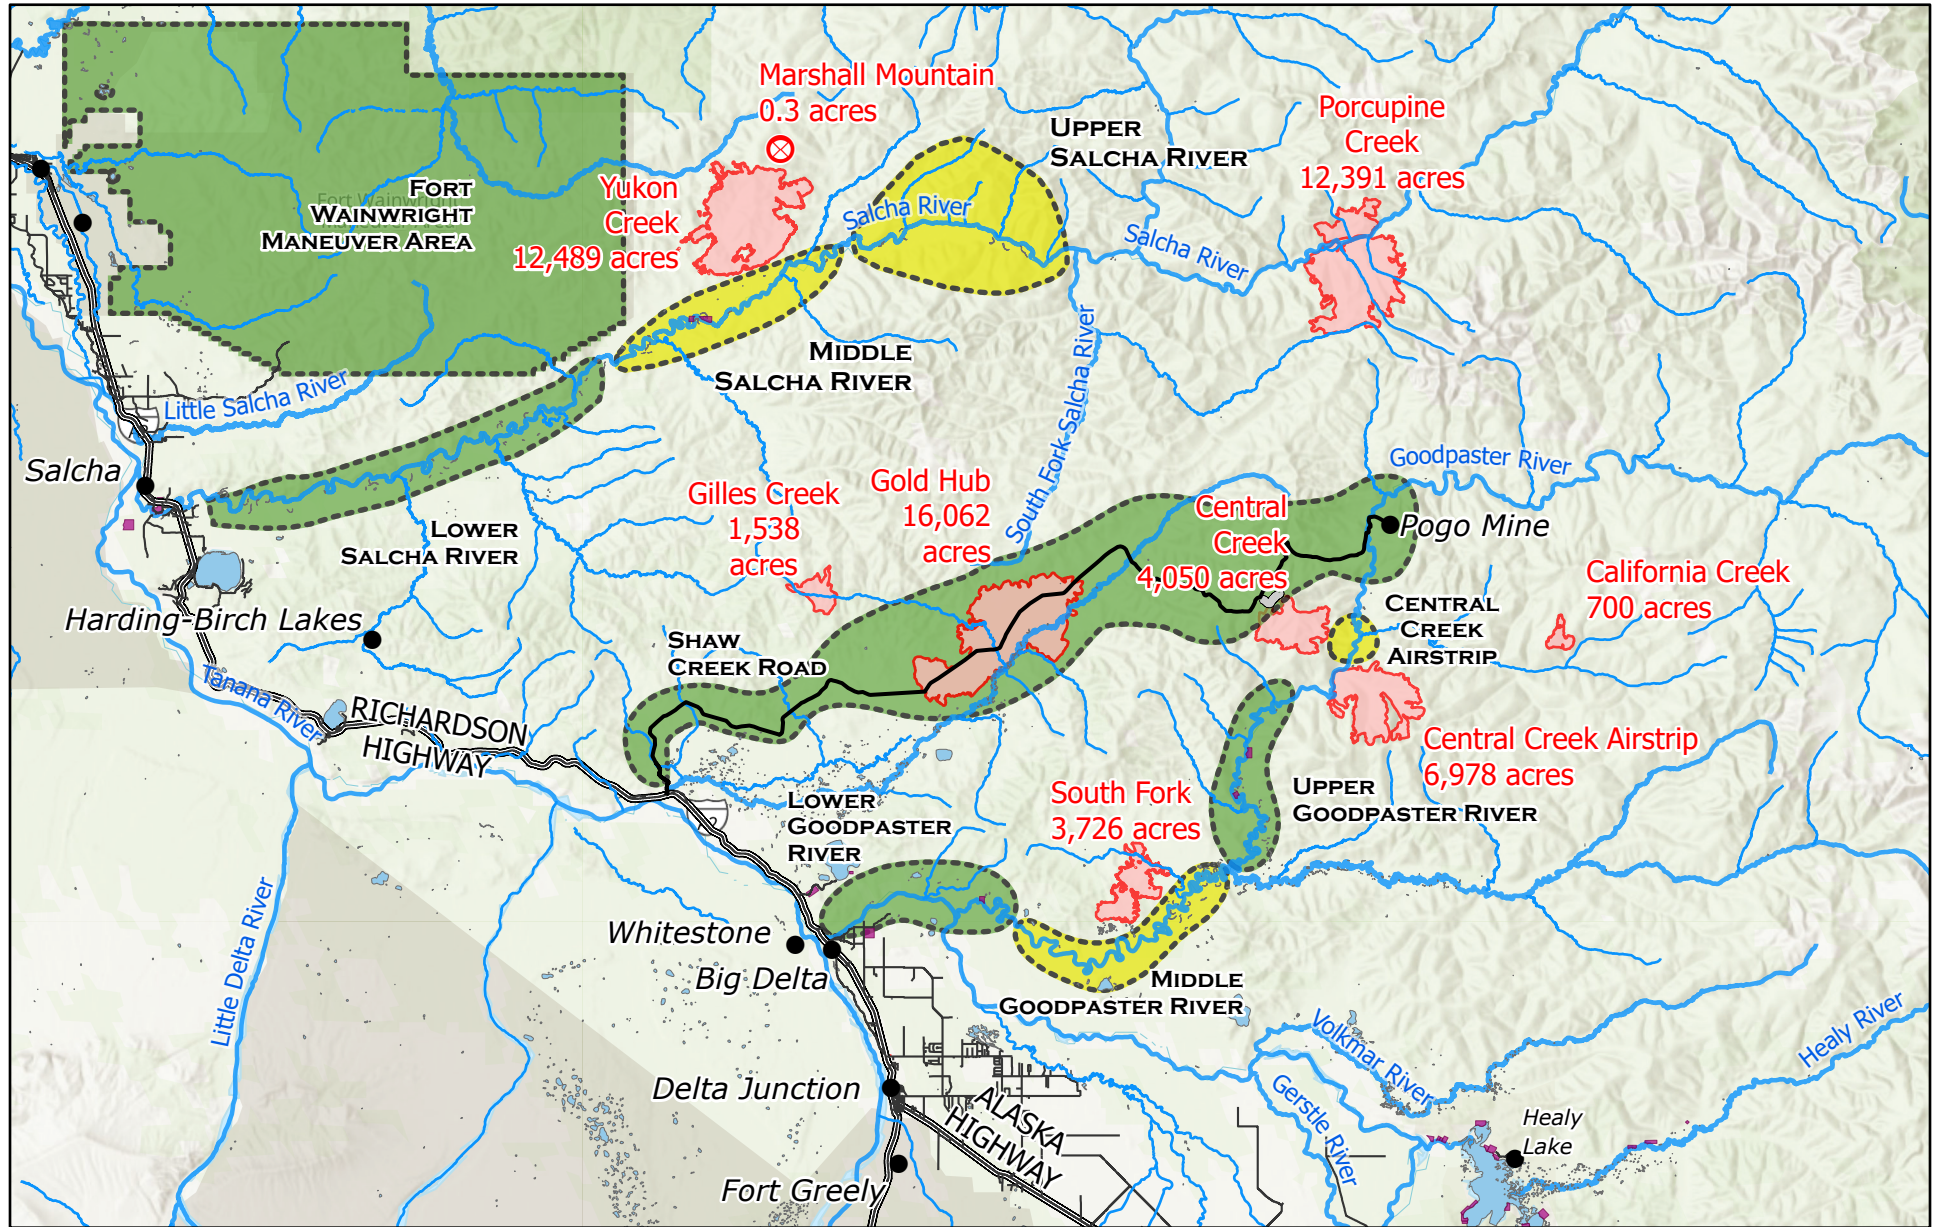 Marshall Mountain
0.3 acres
Porcupine
Creek
12,391 acres
UPPER
SALCHA RIVER
Yukon
Creek
12,489 acres
FORT
WAINWRIGHT
MANEUVER AREA
Fort Wainwright
Salcha River
Salcha River
MIDDLE
SALCHA RIVER
South Fork Salcha River
Little Salcha River
Salcha
Goodpaster River
Gilles Creek
1,538
acres
Gold Hub
16,062
acres
Central
Creek
4,050 acres
Pogo Mine
LOWER
SALCHA RIVER
California Creek
700 acres
Harding-Birch Lakes
CENTRAL
CREEK
AIRSTRIP
SHAW
CREEK ROAD
Tanana River
RICHARDSON
HIGHWAY
Central Creek Airstrip
6,978 acres
South Fork
3,726 acres
UPPER
GOODPASTER RIVER
LOWER
GOODPASTER
RIVER
Little Delta River
Whitestone
Big Delta
MIDDLE
GOODPASTER RIVER
Volkmar River
Healy River
Gerstle River
Delta Junction
ALASKA
HIGHWAY
Healy
Lake
Fort Greely